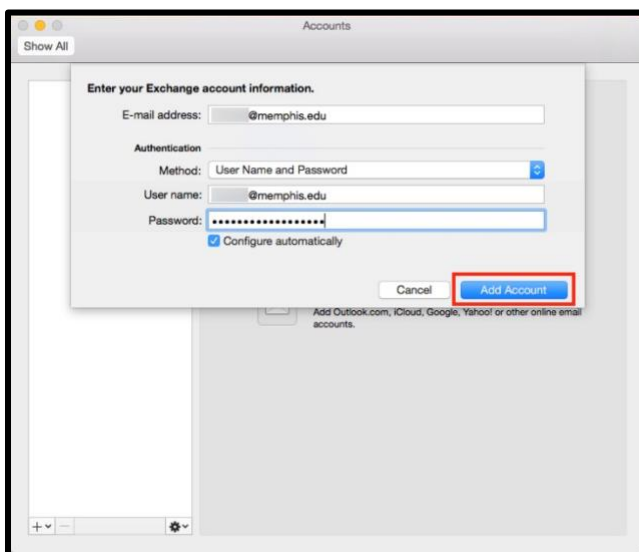 Accounts
Show All
Enter your Exchange account information.
E-mail address: @memphis.edu
Authentication
Method: User Name and Password
User name: @memphis.edu
Password: ••••••••••••••••••
Configure automatically
Cancel Add Account
Add Outlook.com, iCloud, Google, Yahoo! or other online email
accounts.